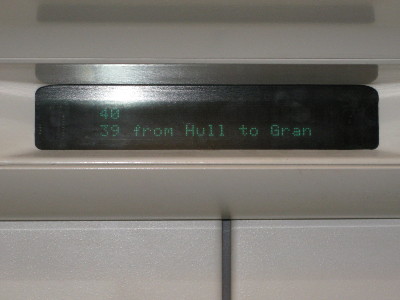 40
39 from Hull to Gran